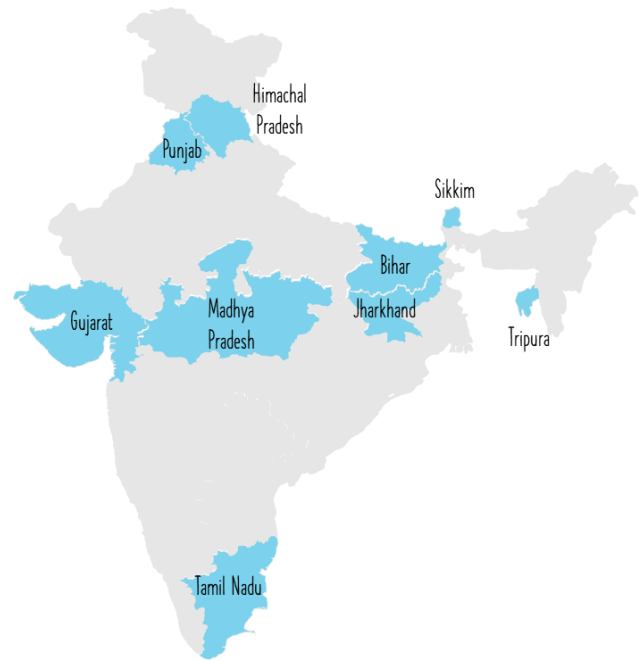 Himachal
Pradesh
Punjab
Sikkim
Bihar
Madhya
Pradesh
Jharkhand
Gujarat
Tripura
Tamil Nadu